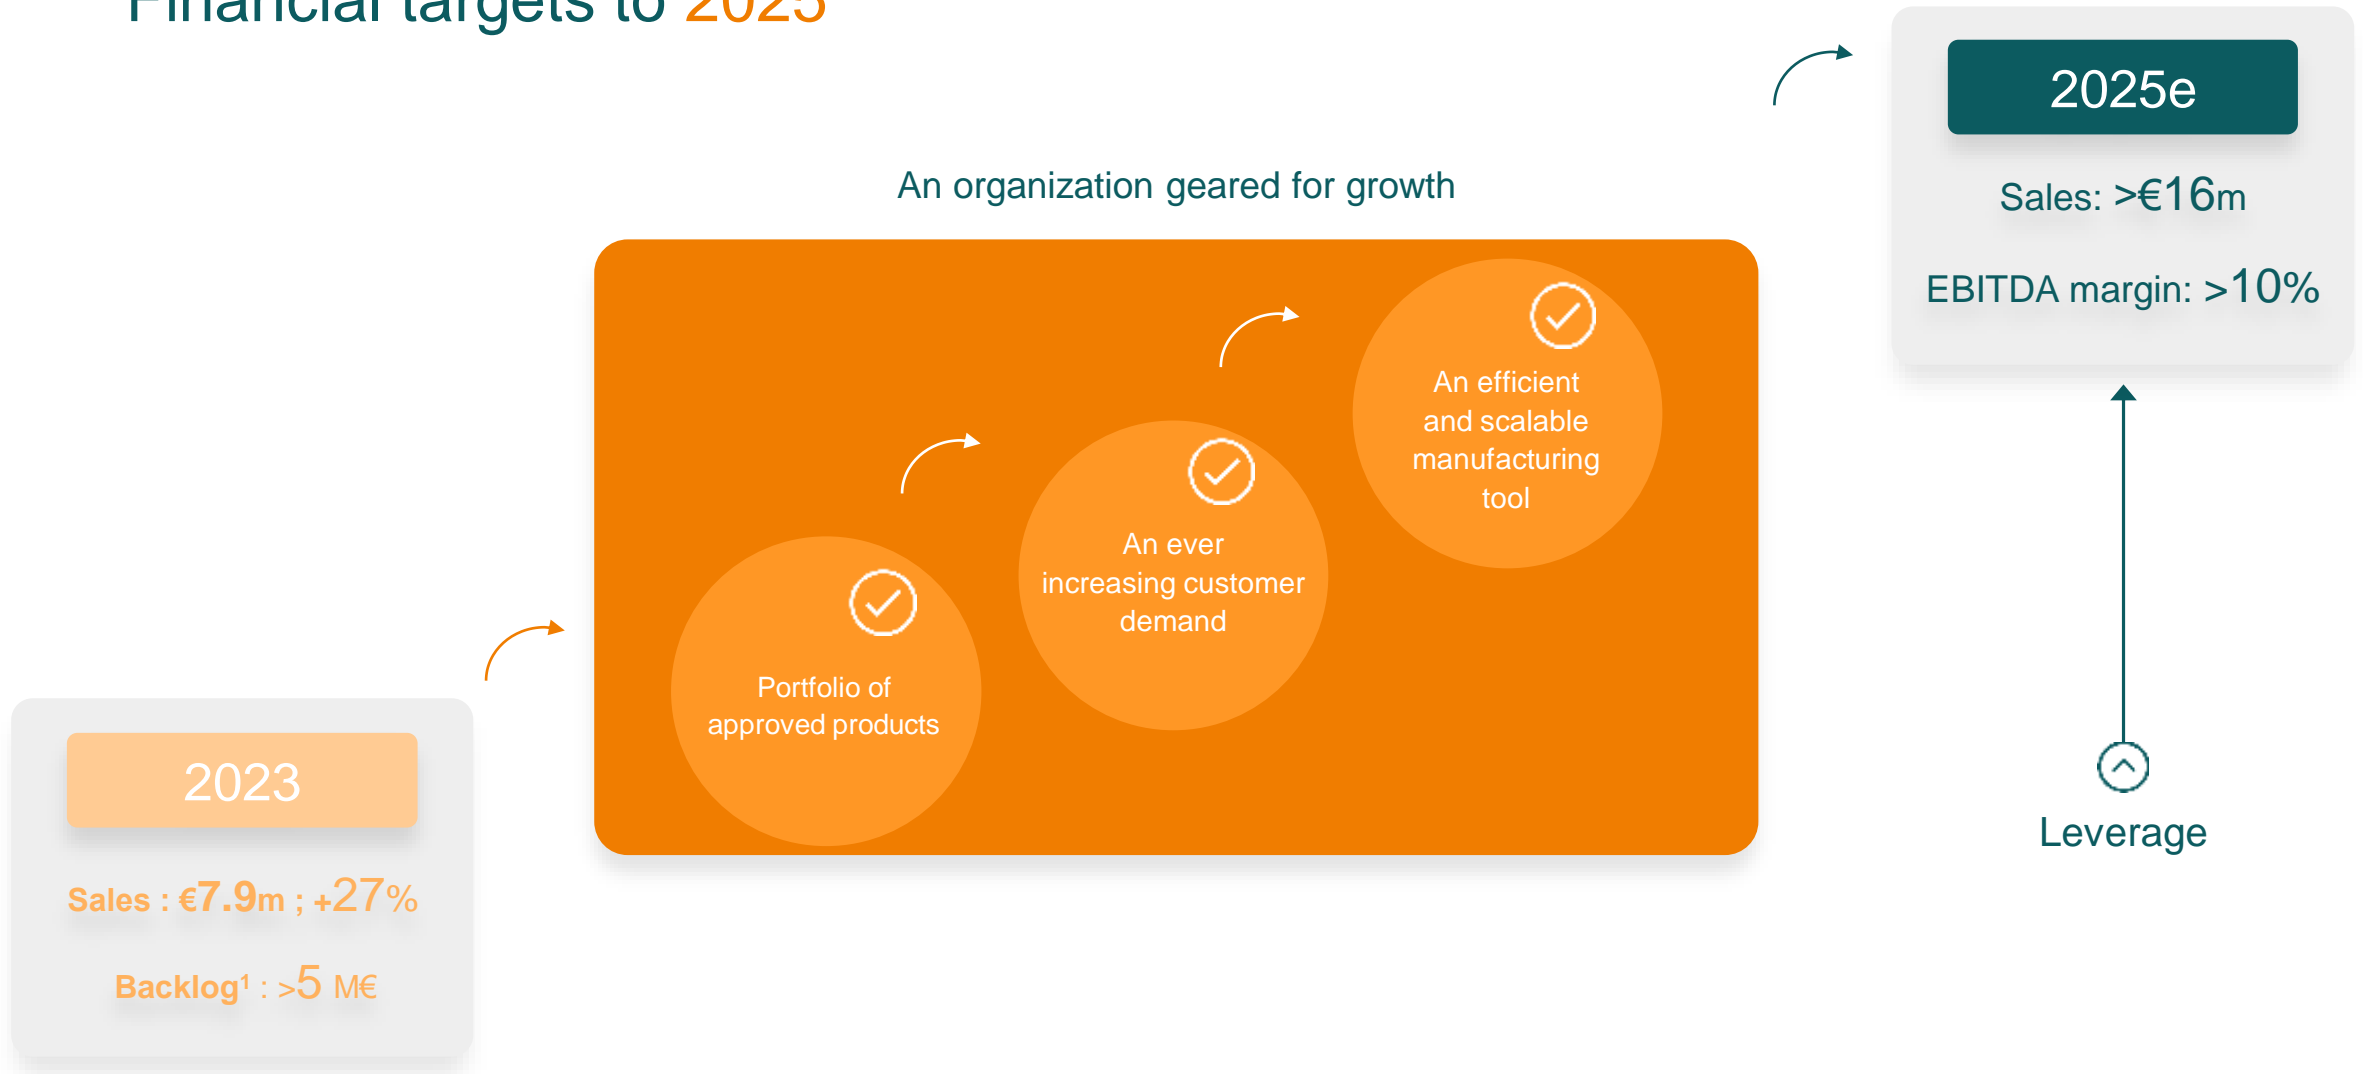 Financial targets to 2025
2025e
Sales: >€16m
EBITDA margin: >10%
An organization geared for growth
An efficient
and scalable
manufacturing
tool
An ever
increasing customer
demand
Portfolio of
approved products
2023
Sales : €7.9m ; +27%
Backlog¹ : >5 M€
Leverage